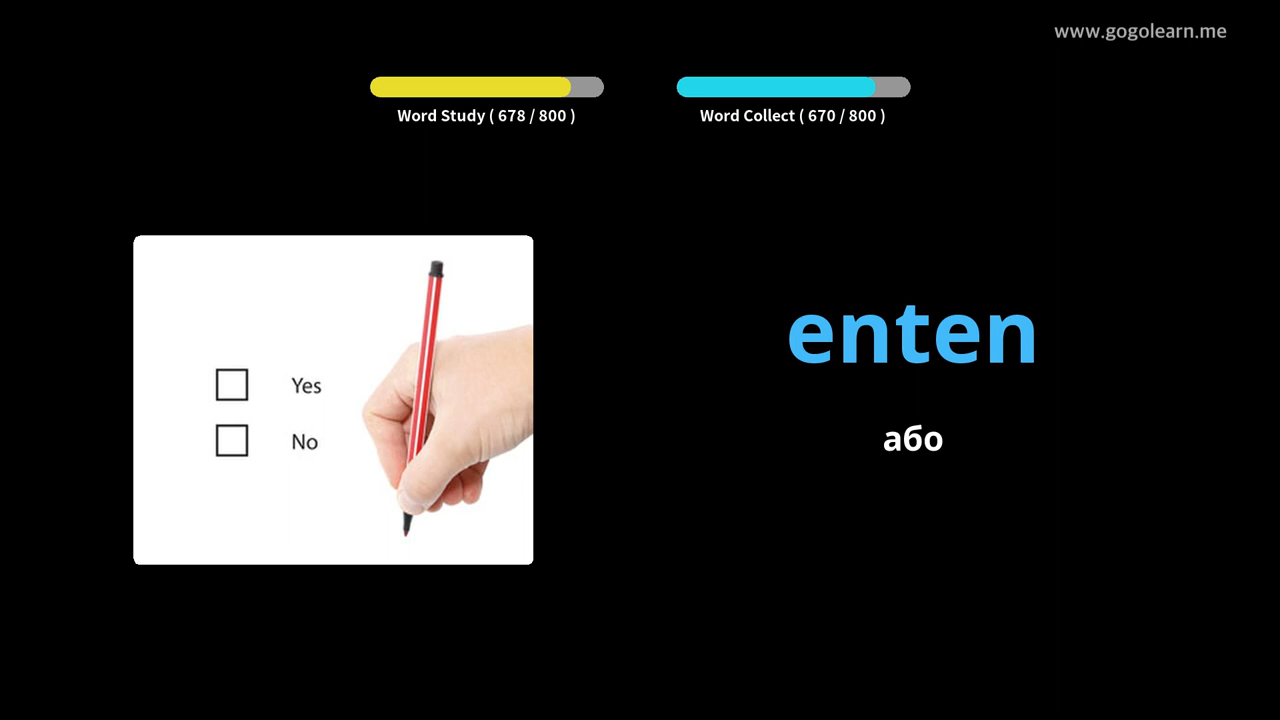 www.gogolearn.me
Word Study ( 678 / 800 )
Word Collect ( 670 / 800 )
Yes
No
enten
або